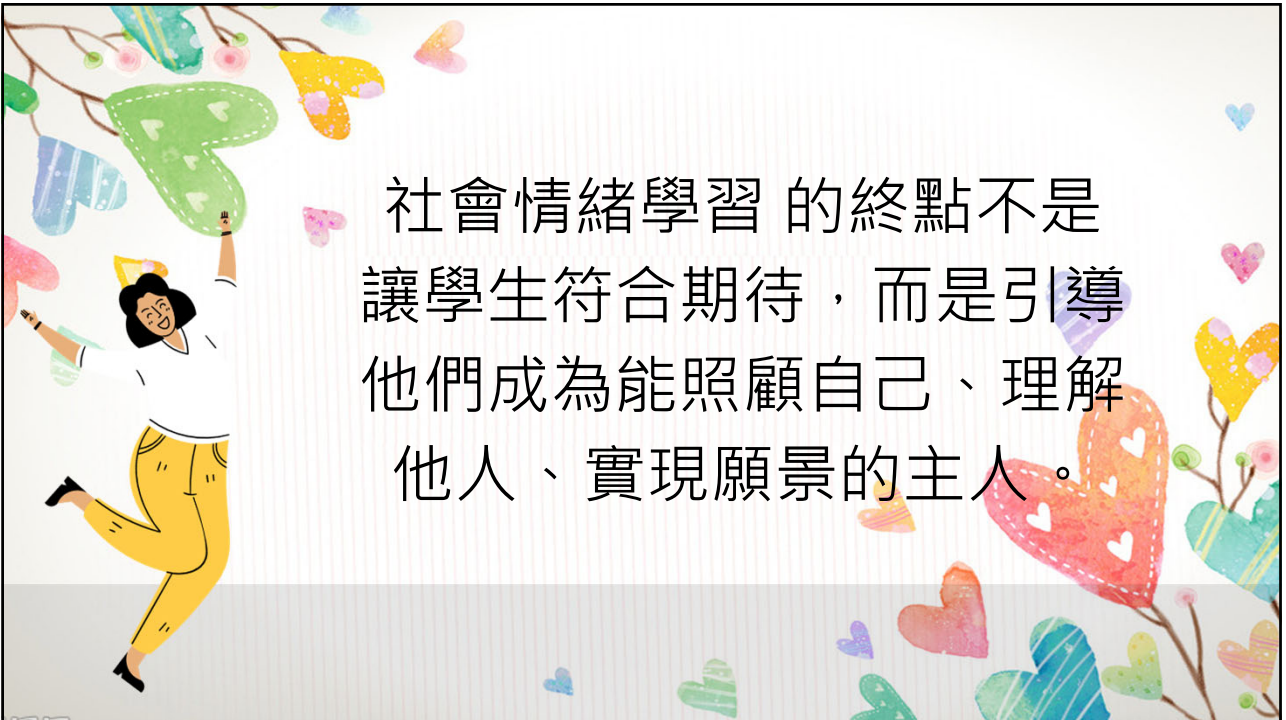 社會情緒學習 的終點不是
讓學生符合期待，而是引導
他們成為能照顧自己、理解
他人、實現願景的主人。